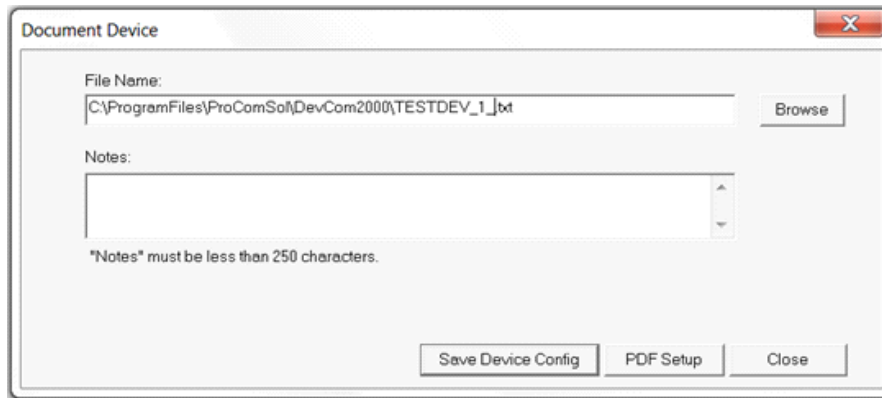 Document Device
File Name:
C:\ProgramFiles\ProComSol\DevCom2000\TESTDEV_1_.txt
Browse
Notes:
"Notes" must be less than 250 characters.
Save Device Config
PDF Setup
Close